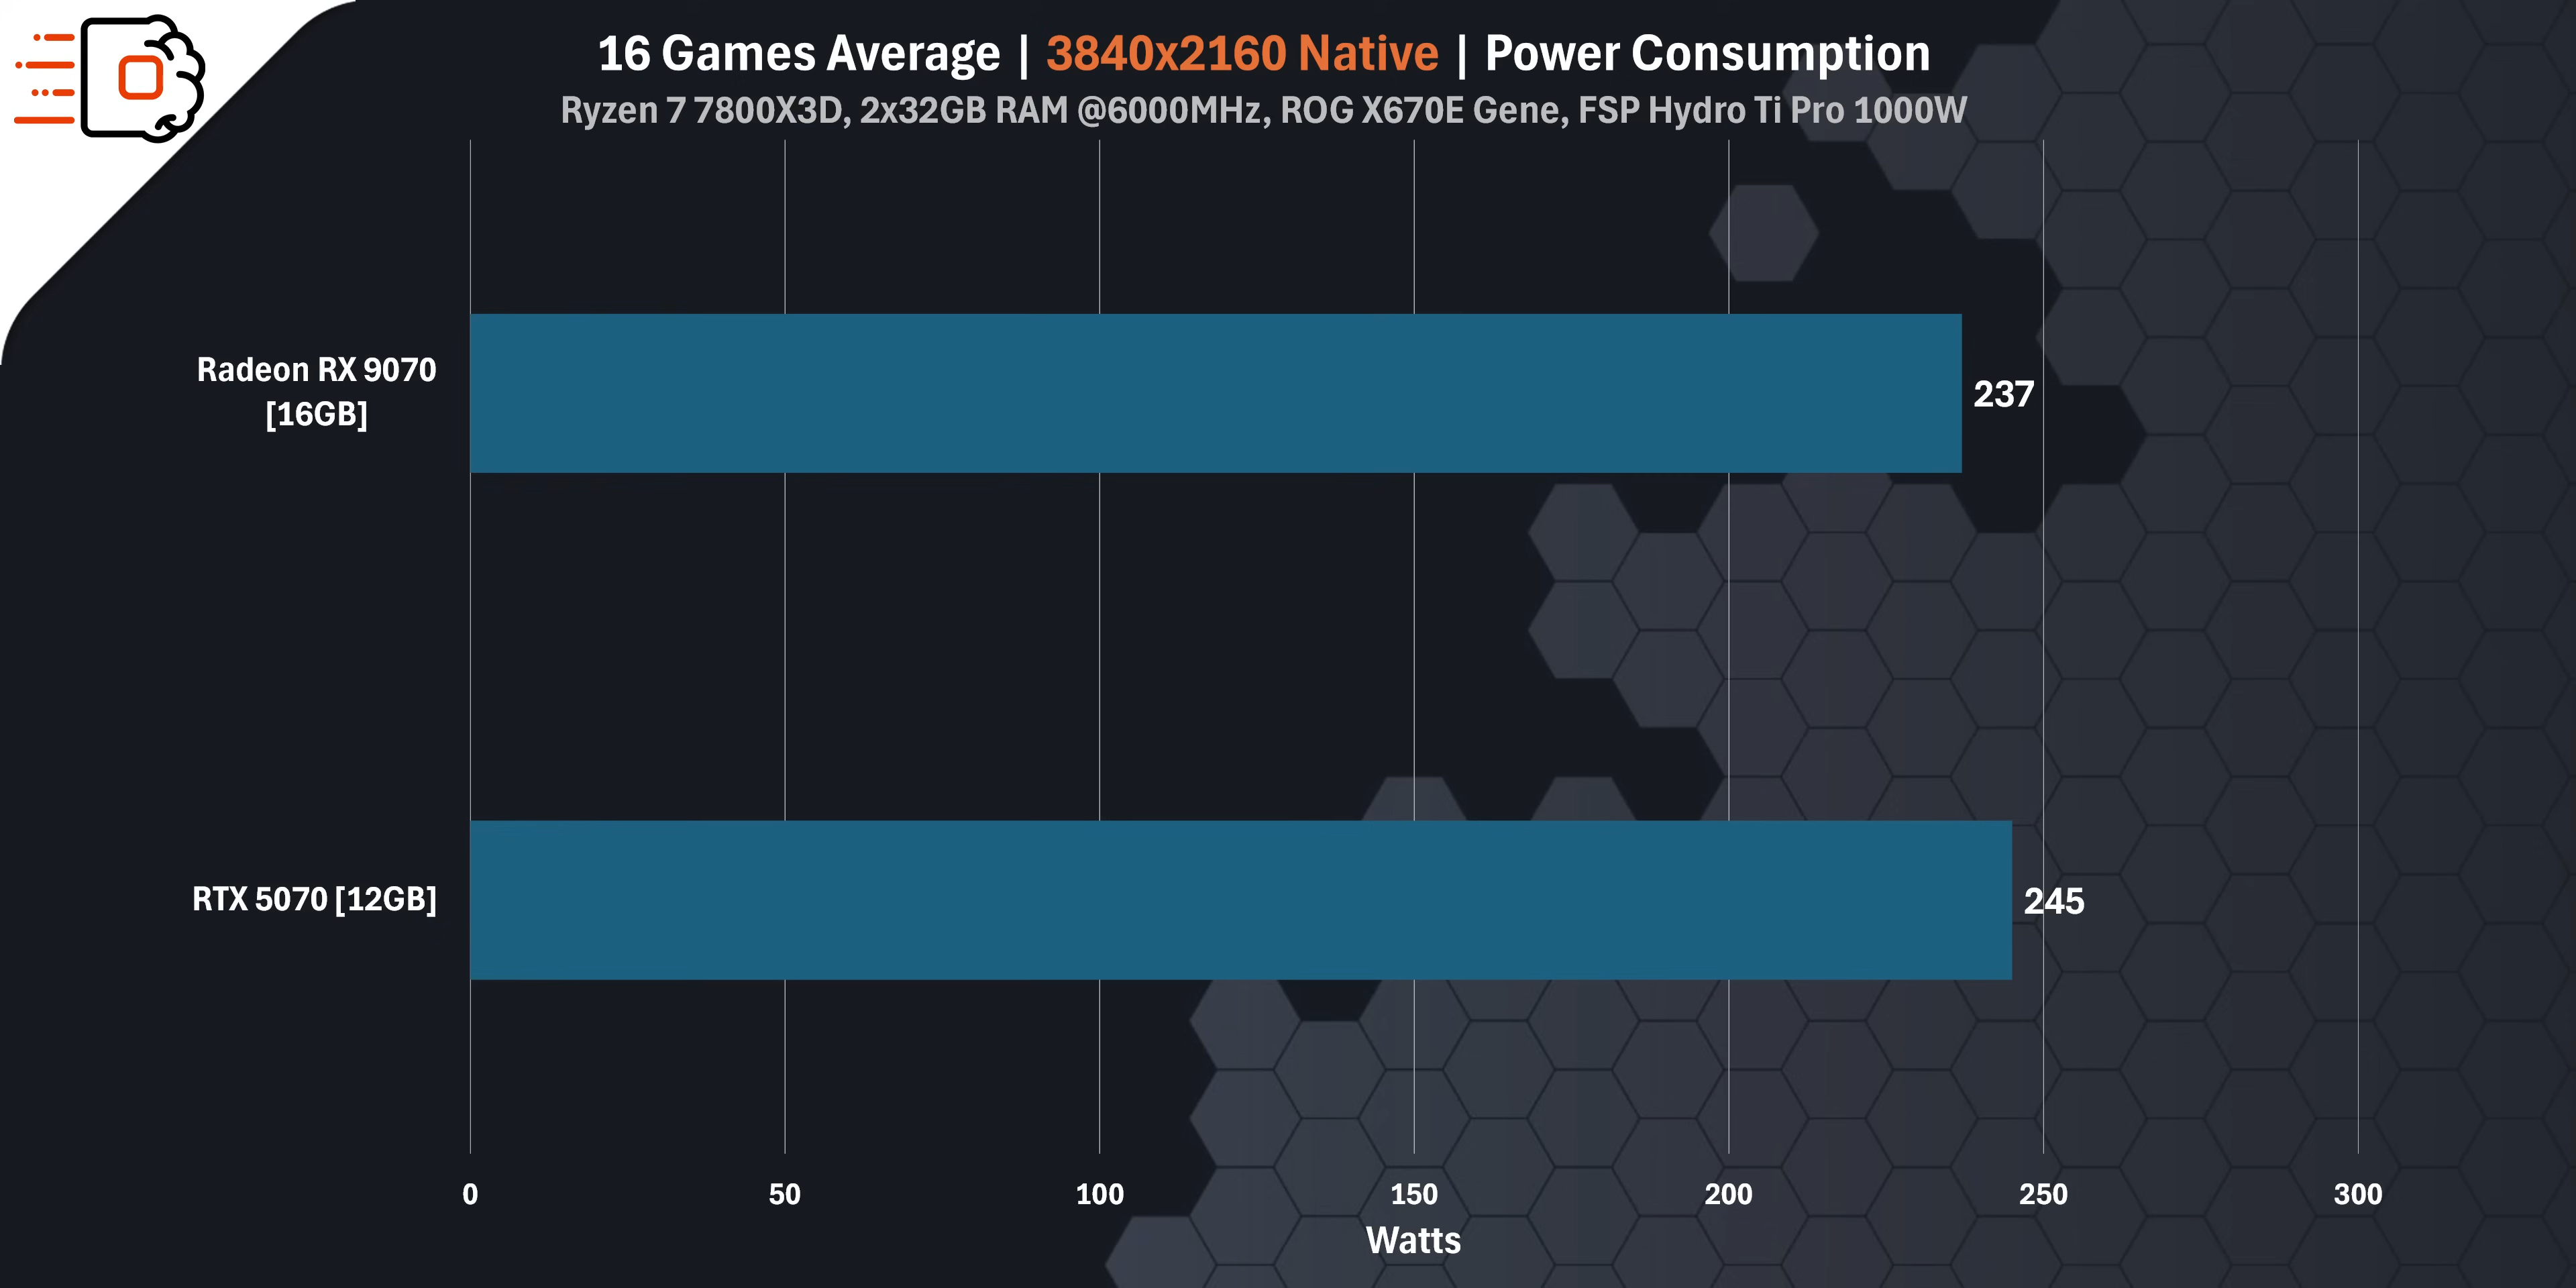 16 Games Average | 3840x2160 Native | Power Consumption
Ryzen 7 7800X3D, 2x32GB RAM @6000MHz, ROG X670E Gene, FSP Hydro Ti Pro 1000W
Radeon RX 9070
[16GB]
237
RTX 5070 [12GB]
245
0 50 100 150 200 250 300
Watts